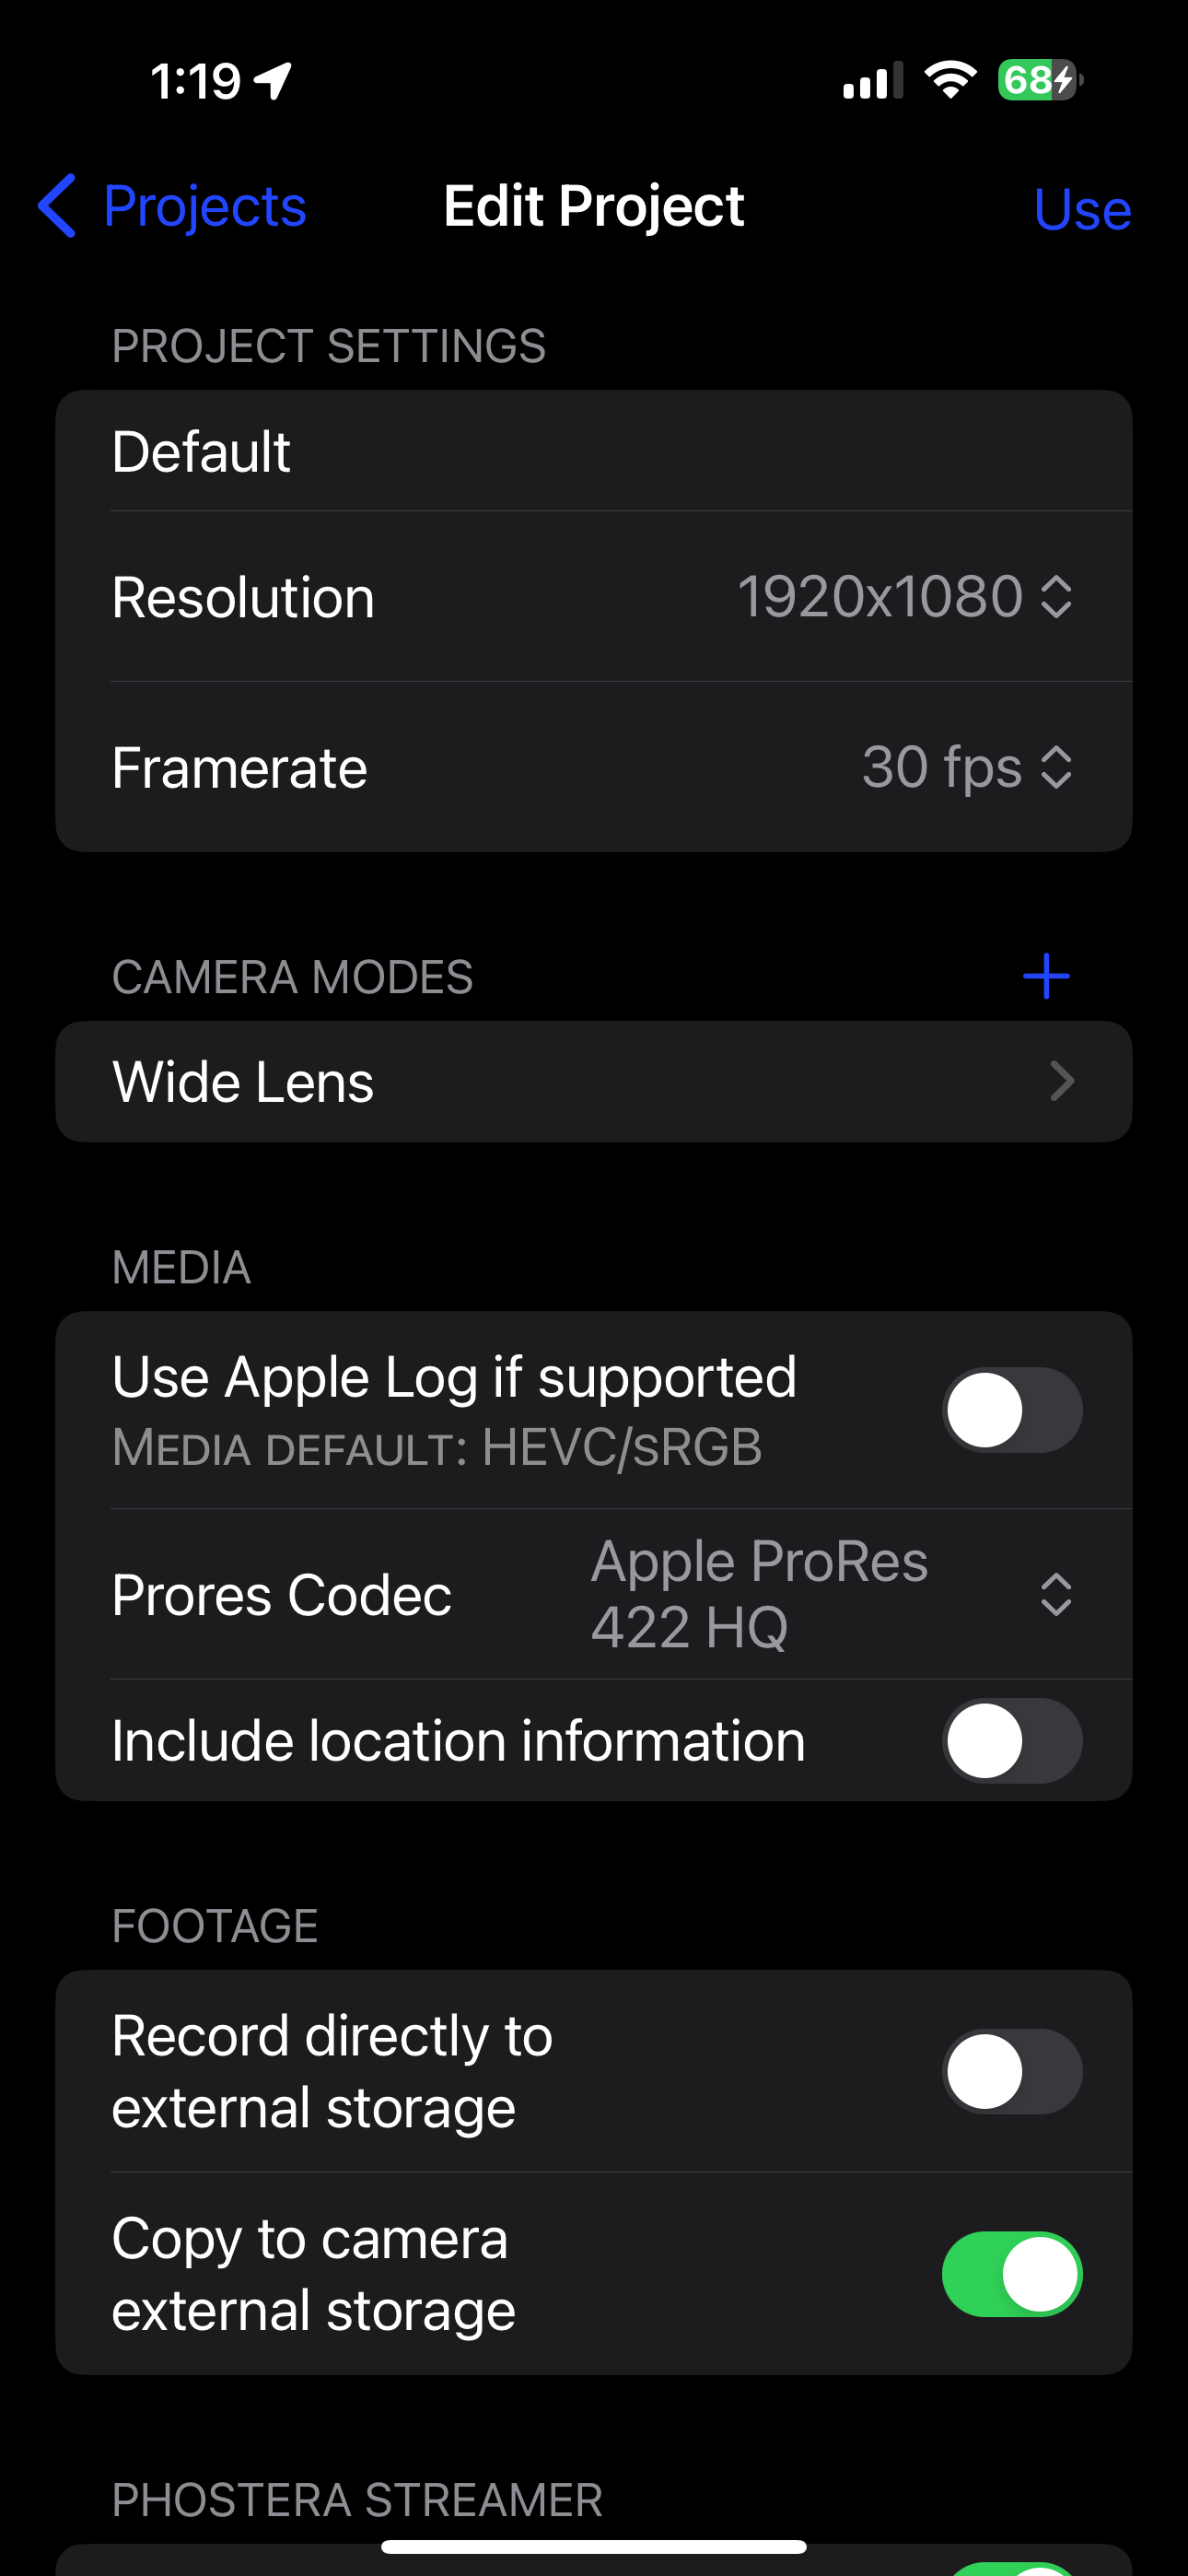 1:19
68
Projects
Edit Project
Use
PROJECT SETTINGS
Default
Resolution
1920x1080
Framerate
30 fps
CAMERA MODES
Wide Lens
MEDIA
Use Apple Log if supported
MEDIA DEFAULT: HEVC/SRGB
Prores Codec
Apple ProRes
422 HQ
Include location information
FOOTAGE
Record directly to
external storage
Copy to camera
external storage
PHOSTERA STREAMER